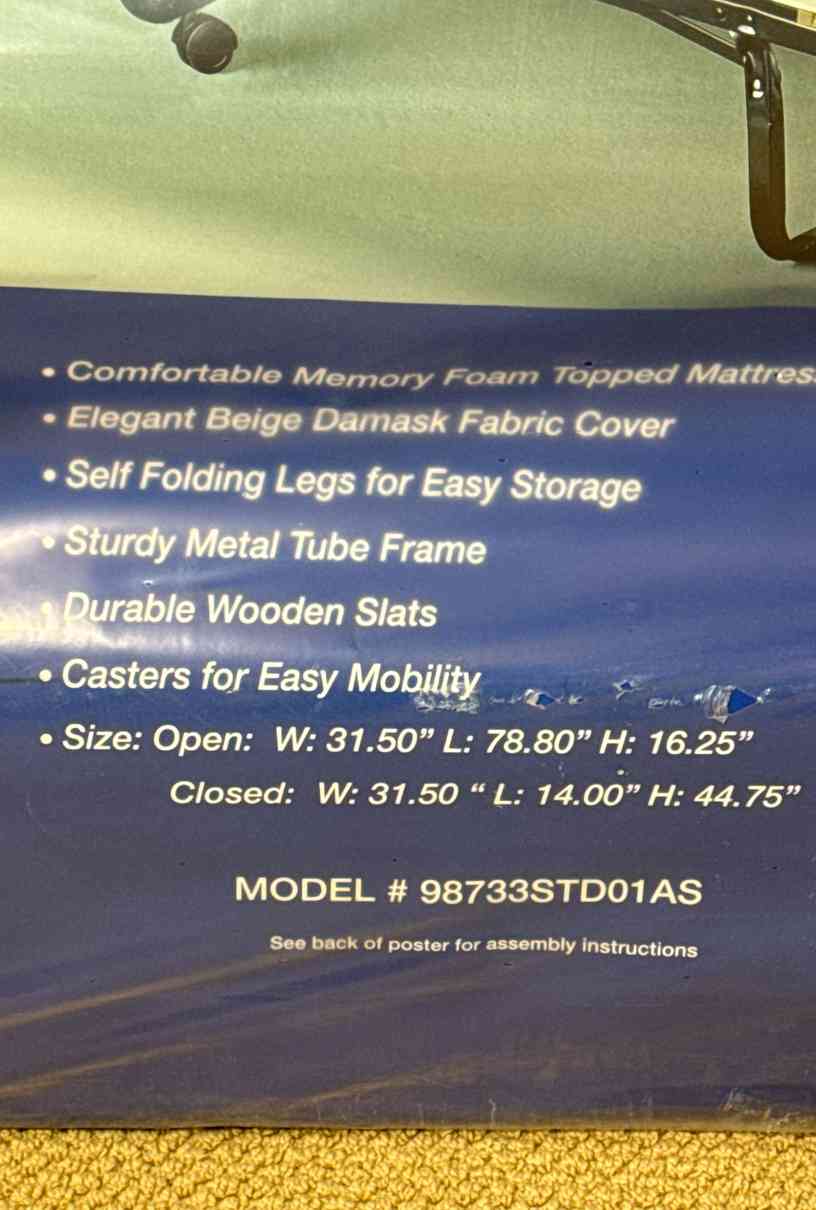 • Comfortable Memory Foam Topped Mattres
• Elegant Beige Damask Fabric Cover
• Self Folding Legs for Easy Storage
• Sturdy Metal Tube Frame
• Durable Wooden Slats
• Casters for Easy Mobility
• Size: Open: W: 31.50” L: 78.80” H: 16.25”
Closed: W: 31.50 “ L: 14.00” H: 44.75”
MODEL # 98733STD01AS
See back of poster for assembly instructions